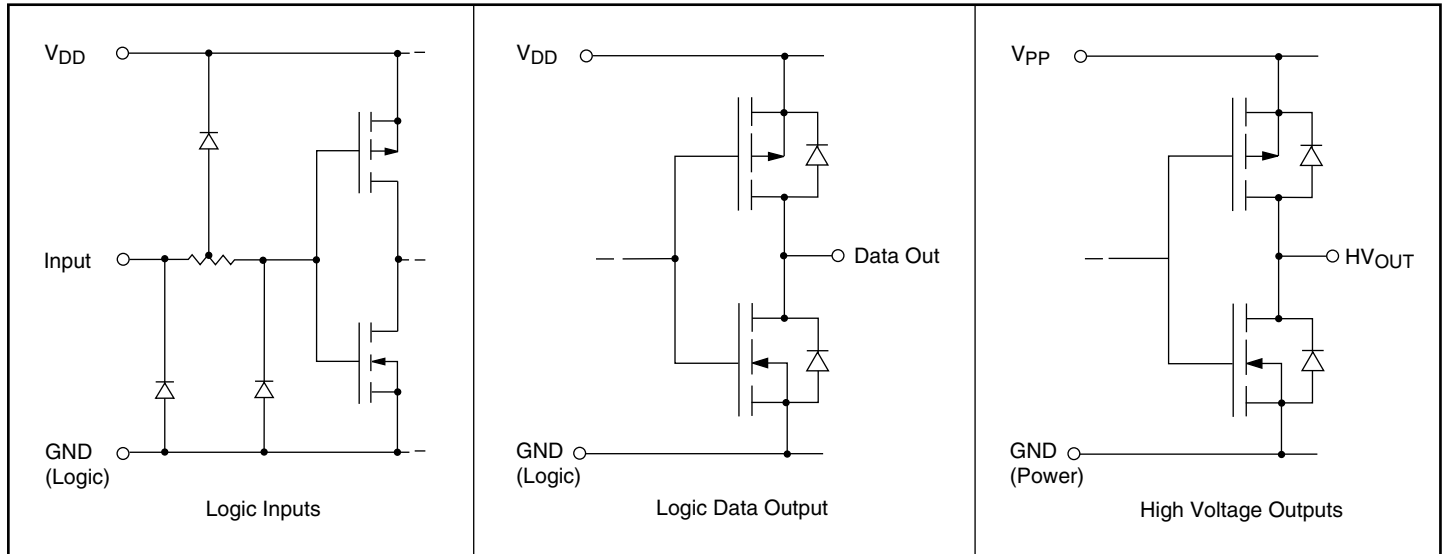 VDD
Input
GND
(Logic)
Logic Inputs
VDD
Data Out
GND
(Logic)
Logic Data Output
VPP
HVOUT
GND
(Power)
High Voltage Outputs